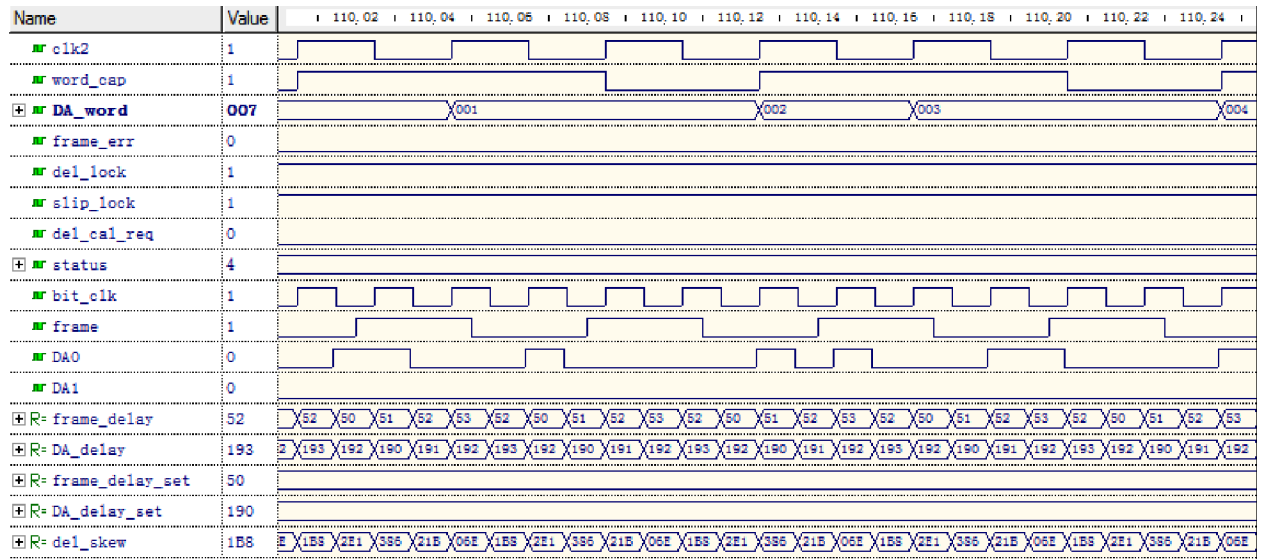 Name Value 110,02 110,04 110,06 110,08 110,10 110,12 110,14 110,16 110,18 110,20 110,22 110,24
clk2 1
word_cap 1
DA_word 007 001 002 003 004
frame_err 0
del_lock 1
slip_lock 1
del_cal_req 0
status 4
bit_clk 1
frame 1
DA0 0
DA1 0
R= frame_delay 52 52 50 51 52 53 52 50 51 52 53 52 50 51 52 53 52 50 51 52 53 52 50 51 52 53
R= DA_delay 193 2 193 192 190 191 192 193 192 190 191 192 193 192 190 191 192 193 192 190 191 192 193 192 190 191 192
R= frame_delay_set 50
R= DA_delay_set 190
R= del_skew 1B8 E 1B8 2E1 386 21B 06E 1B8 2E1 386 21B 06E 1B8 2E1 386 21B 06E 1B8 2E1 386 21B 06E 1B8 2E1 386 21B 06E